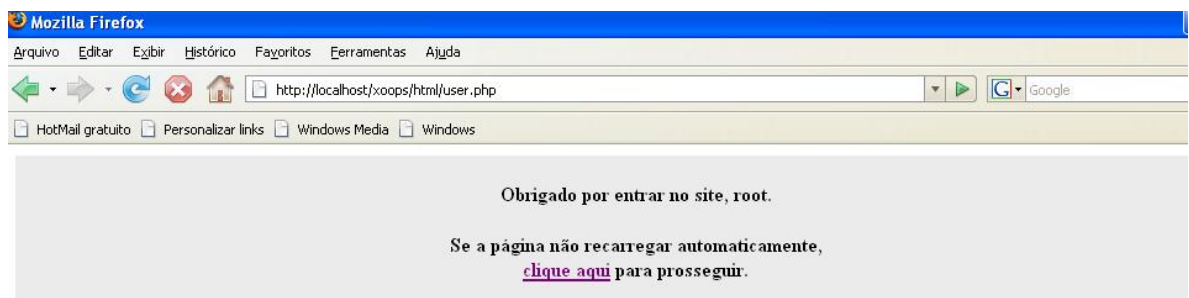 Mozilla Firefox
Arquivo Editar Exibir Histórico Favoritos Ferramentas Ajuda
http://localhost/xoops/html/user.php
Google
HotMail gratuito Personalizar links Windows Media Windows
Obrigado por entrar no site, root.
Se a página não recarregar automaticamente,
clique aqui para prosseguir.